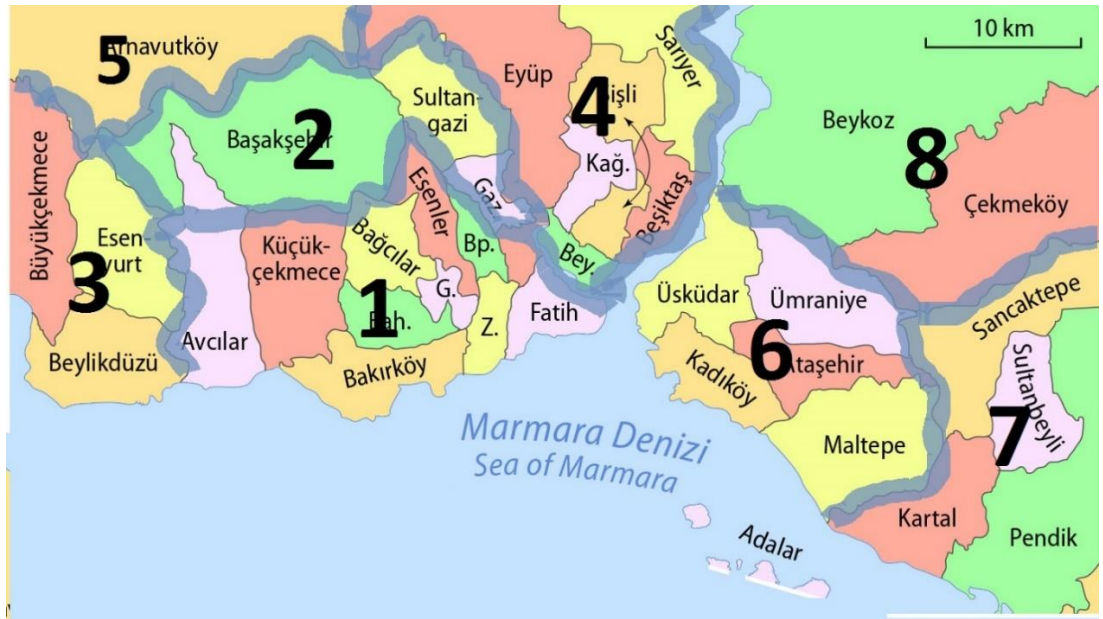 10 km
Arnavutköy
5
Sarıyer
Eyüp
Şişli
4
Sultan-
gazi
Başakşehir
2
Beykoz
8
Büyükçekmece
Kağ.
Gaz.
Esenler
Beşiktaş
Çekmeköy
Esen-
yurt
3
Küçük-
çekmece
Bağcılar
Bp.
Bey.
Üsküdar
Ümraniye
Sancaktepe
1
Bah.
G.
Z.
Fatih
Avcılar
Beylikdüzü
Bakırköy
6
Ataşehir
Kadıköy
Sultanbeyli
7
Marmara Denizi
Sea of Marmara
Maltepe
Kartal
Pendik
Adalar